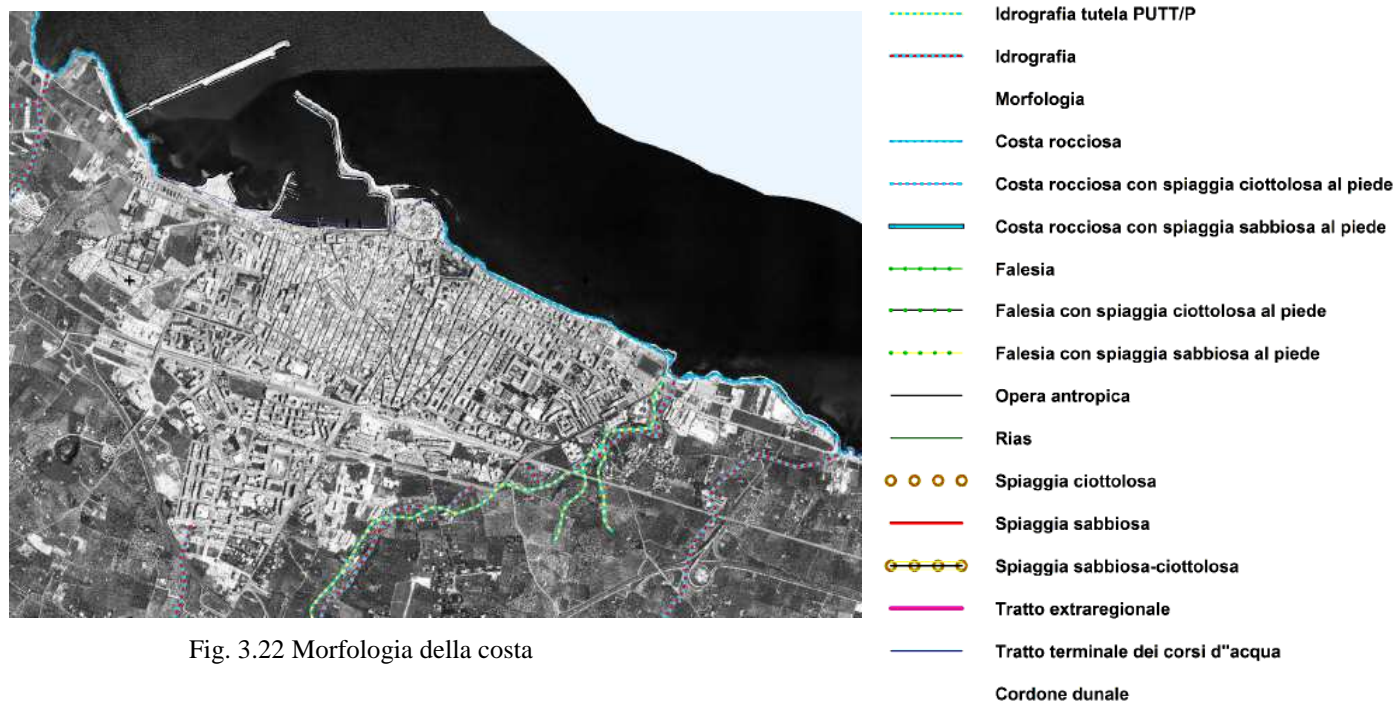 Idrografia tutela PUTT/P
Idrografia
Morfologia
Costa rocciosa
Costa rocciosa con spiaggia ciottolosa al piede
Costa rocciosa con spiaggia sabbiosa al piede
Falesia
Falesia con spiaggia ciottolosa al piede
Falesia con spiaggia sabbiosa al piede
Opera antropica
Rias
Spiaggia ciottolosa
Spiaggia sabbiosa
Spiaggia sabbiosa-ciottolosa
Tratto extraregionale
Tratto terminale dei corsi d"acqua
Cordone dunale
Fig. 3.22 Morfologia della costa